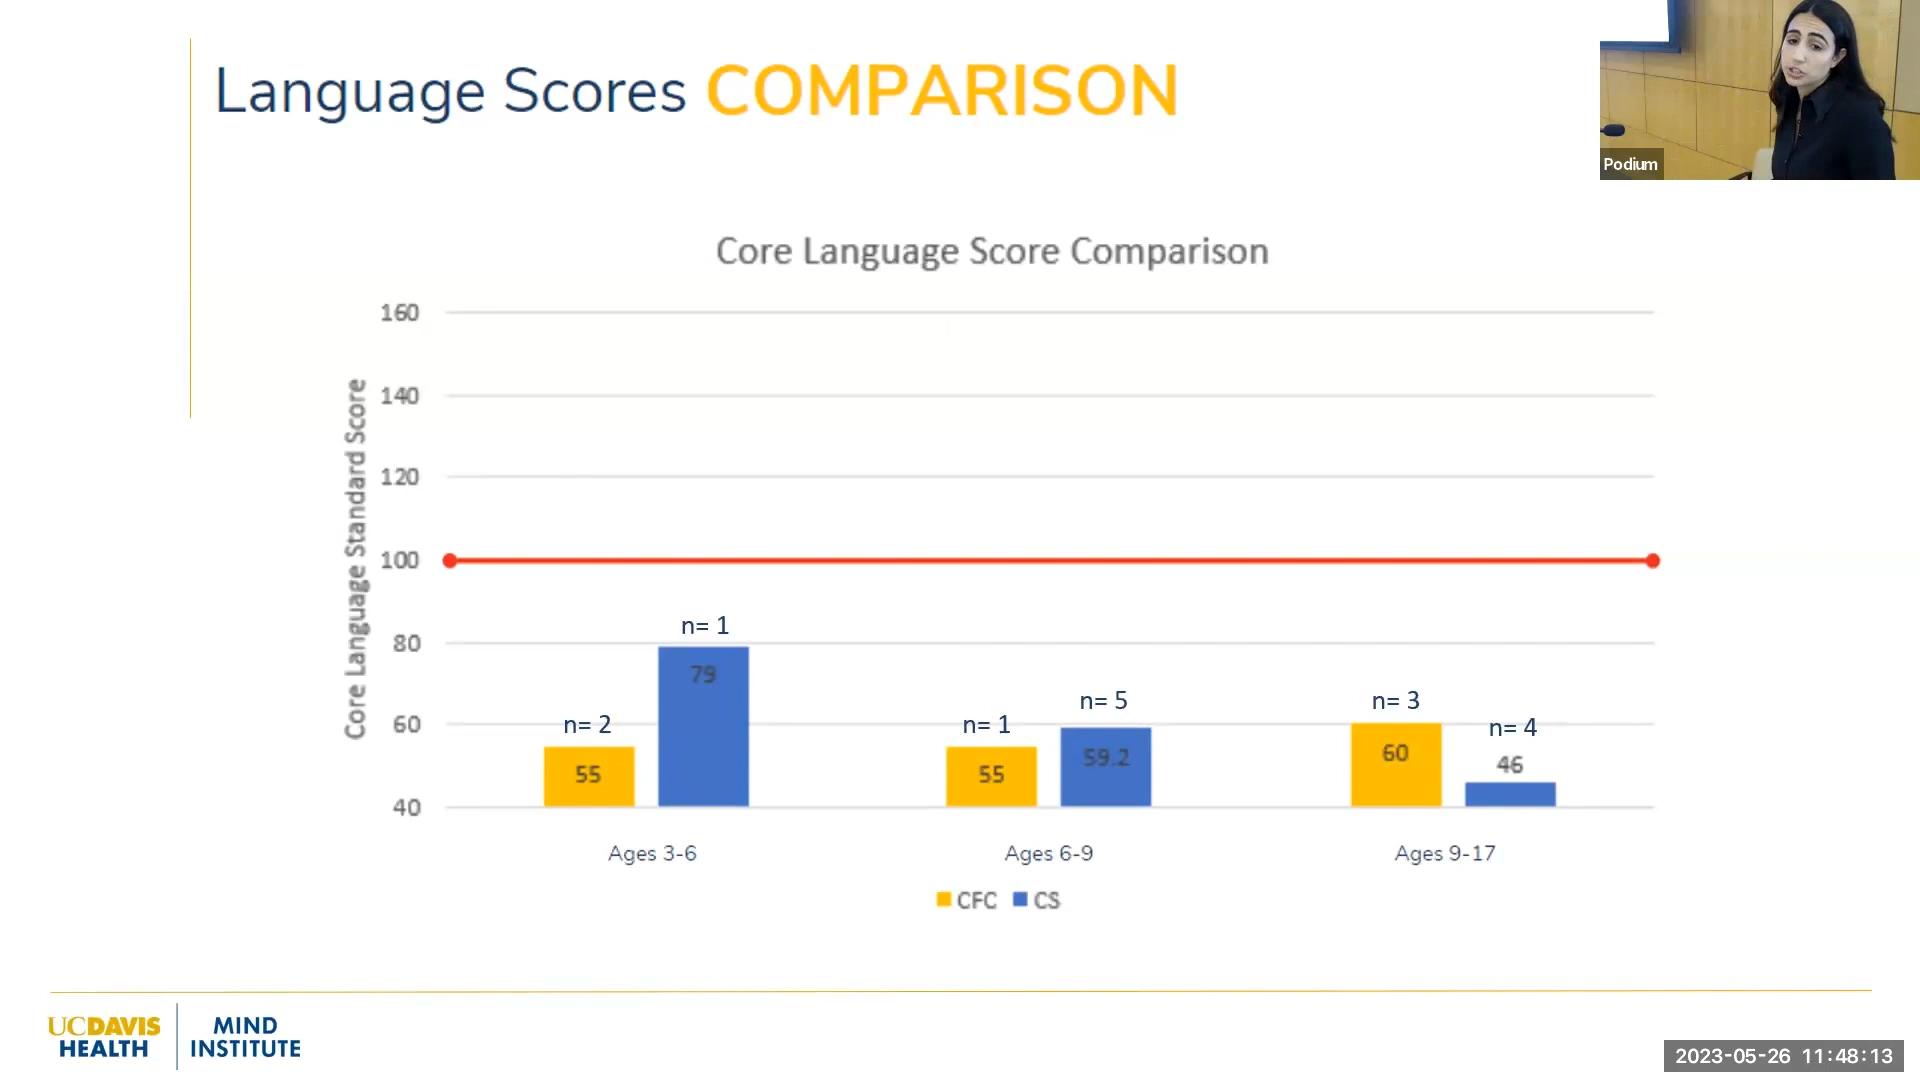 Language Scores COMPARISON
Podium
Core Language Score Comparison
Core Language Standard Score
160
140
120
100
80
60
40
n= 2
55
n= 1
79
n= 1
55
n= 5
59.2
n= 3
60
n= 4
46
Ages 3-6
Ages 6-9
Ages 9-17
CFC
CS
UCDAVIS
HEALTH
MIND
INSTITUTE
2023-05-26 11:48:13